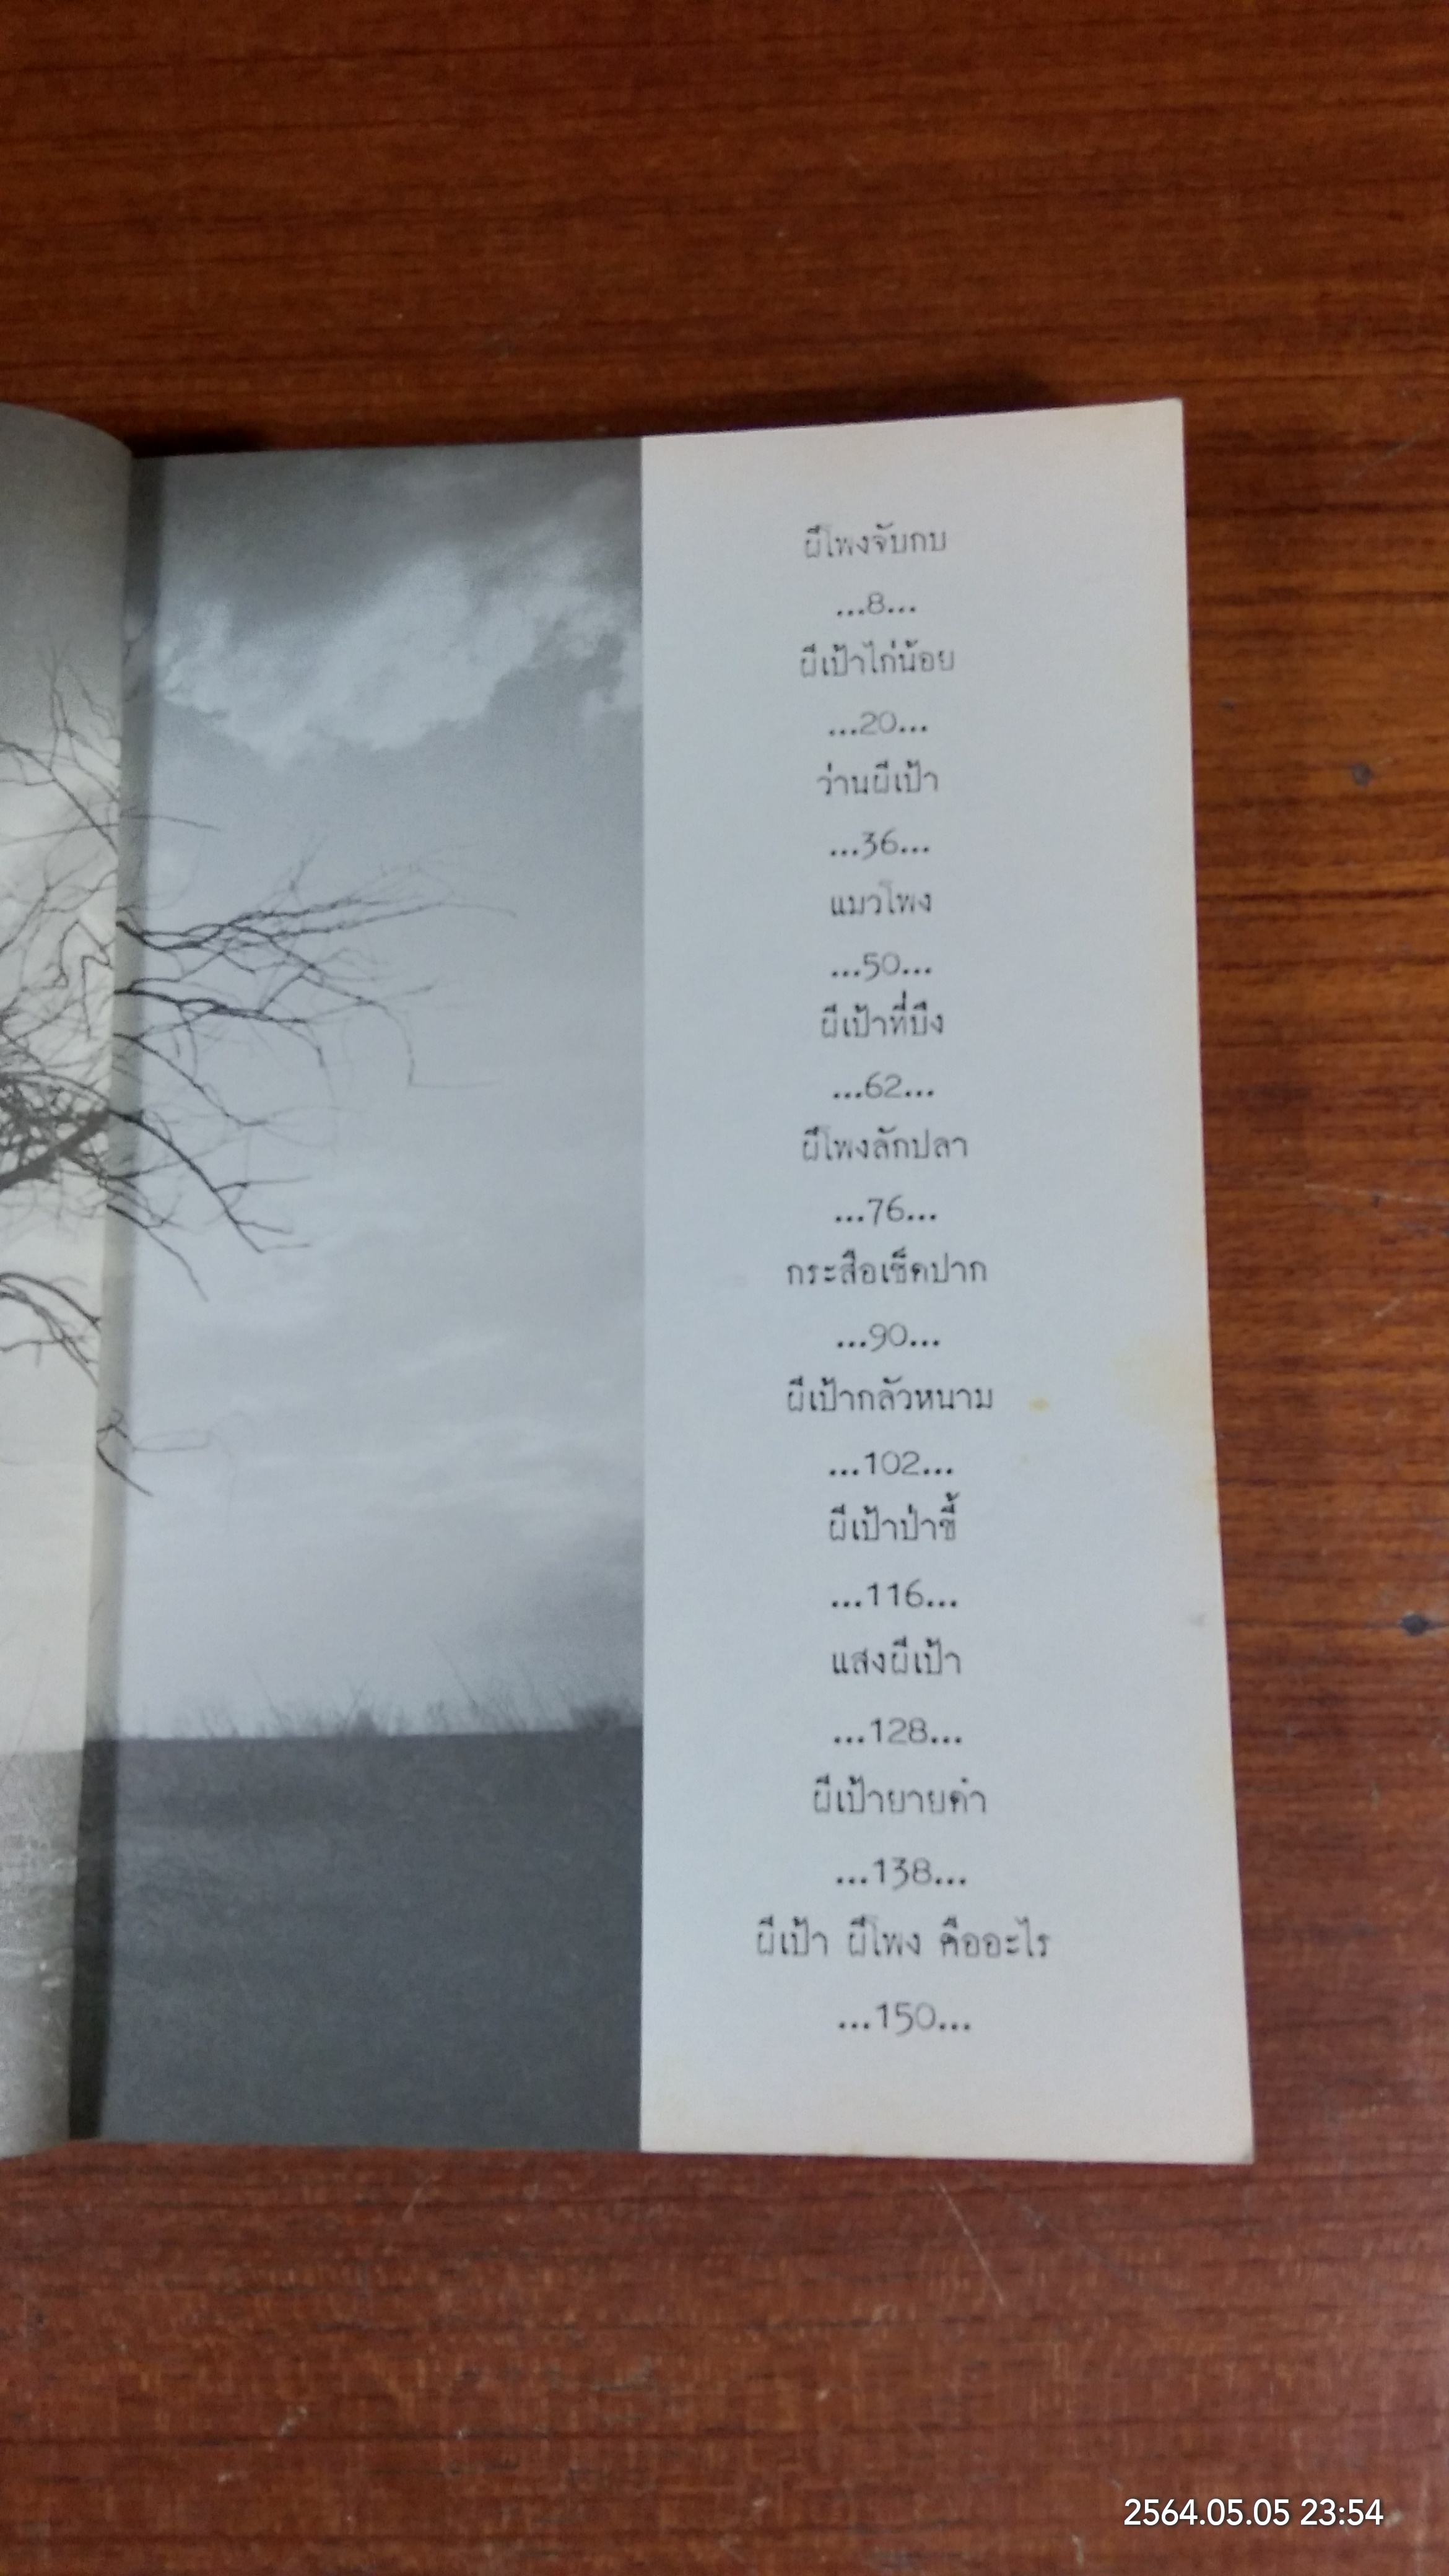 ผีโพงจับกบ
...8...
ผีเป้าไก่น้อย
...20...
ว่านผีเป้า
...36...
แมวโพง
...50...
ผีเป้าที่บึง
...62...
ผีโพงลักปลา
...76...
กระสือเช็ดปาก
...90...
ผีเป้ากลัวหนาม
...102...
ผีเป้าป่าขี้
...116...
แสงผีเป้า
...128...
ผีเป้ายายคำ
...138...
ผีเป้า ผีโพง คืออะไร
...150...
2564.05.05 23:54